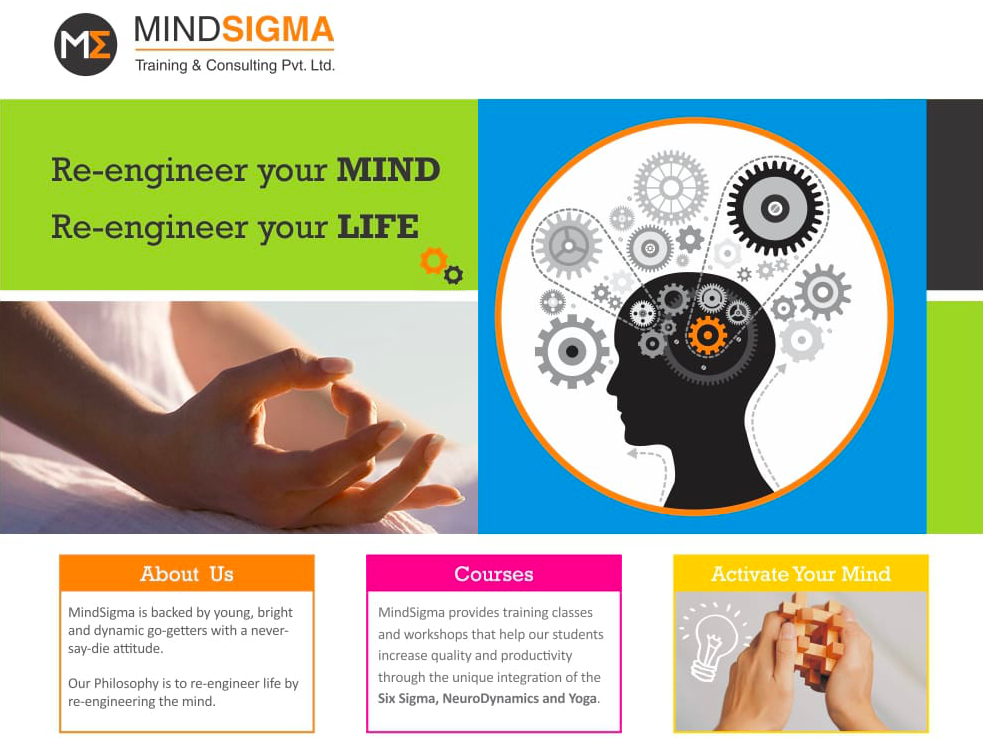 MΣ
MINDSIGMA
Training & Consulting Pvt. Ltd.
Re-engineer your MIND
Re-engineer your LIFE
About Us
MindSigma is backed by young, bright
and dynamic go-getters with a never-
say-die attitude.
Our Philosophy is to re-engineer life by
re-engineering the mind.
Courses
MindSigma provides training classes
and workshops that help our students
increase quality and productivity
through the unique integration of the
Six Sigma, NeuroDynamics and Yoga.
Activate Your Mind